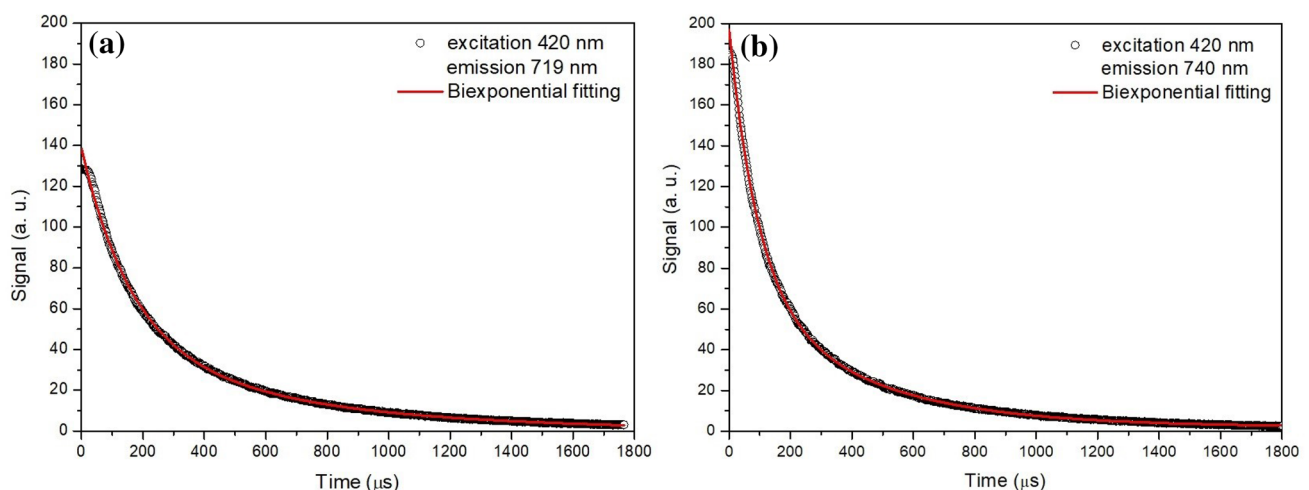 (a)
excitation 420 nm
emission 719 nm
Biexponential fitting
200
180
160
140
120
100
80
60
40
20
0
Signal (a. u.)
0 200 400 600 800 1000 1200 1400 1600 1800
Time (μs)
(b)
excitation 420 nm
emission 740 nm
Biexponential fitting
200
180
160
140
120
100
80
60
40
20
0
Signal (a. u.)
0 200 400 600 800 1000 1200 1400 1600 1800
Time (μs)